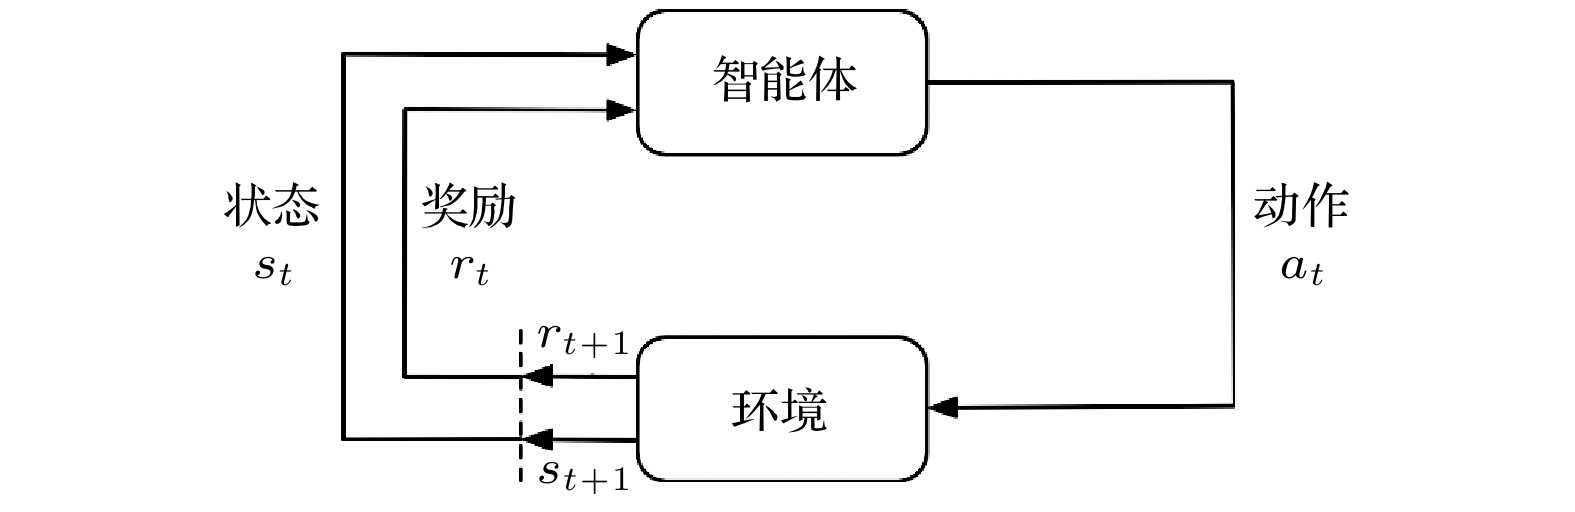 智能体
状态
s_t
奖励
r_t
动作
a_t
r_{t+1}
环境
s_{t+1}